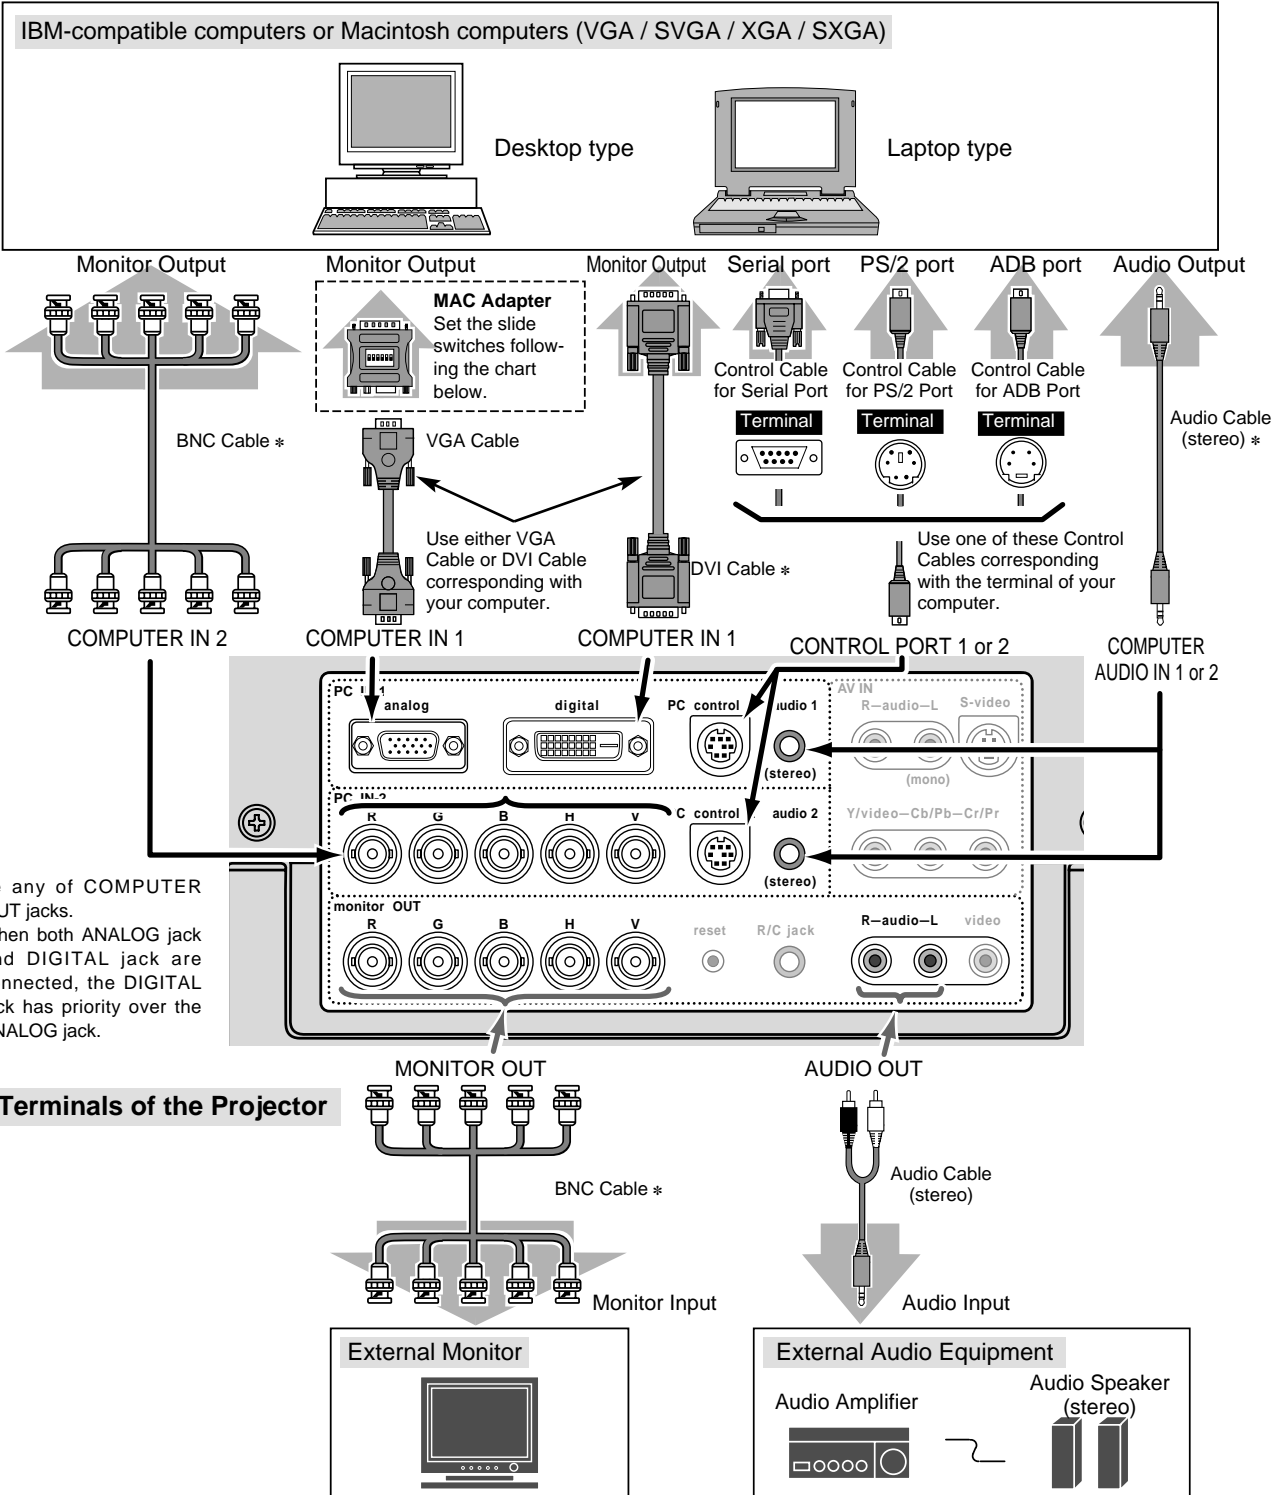 IBM-compatible computers or Macintosh computers (VGA / SVGA / XGA / SXGA)
Desktop type
Laptop type
Monitor Output
Monitor Output
Monitor Output
Serial port
PS/2 port
ADB port
Audio Output
MAC Adapter
Set the slide
switches follow-
ing the chart
below.
Control Cable
for Serial Port
Control Cable
for PS/2 Port
Control Cable
for ADB Port
Terminal
Terminal
Terminal
BNC Cable *
VGA Cable
Audio Cable
(stereo) *
Use either VGA
Cable or DVI Cable
corresponding with
your computer.
DVI Cable *
Use one of these Control
Cables corresponding
with the terminal of your
computer.
COMPUTER IN 2
COMPUTER IN 1
COMPUTER IN 1
CONTROL PORT 1 or 2
COMPUTER
AUDIO IN 1 or 2
analog
digital
PC control
udio 1
(stereo)
AV IN
R—audio—L
S-video
(mono)
PC IN-2
R
G
B
H
V
C control
audio 2
(stereo)
Y/video—Cb/Pb—Cr/Pr
monitor OUT
R
G
B
H
V
reset
R/C jack
R—audio—L
video
any of COMPUTER
UT jacks.
hen both ANALOG jack
nd DIGITAL jack are
nnected, the DIGITAL
ck has priority over the
NALOG jack.
MONITOR OUT
AUDIO OUT
Terminals of the Projector
BNC Cable *
Audio Cable
(stereo)
Monitor Input
Audio Input
External Monitor
External Audio Equipment
Audio Amplifier
Audio Speaker
(stereo)